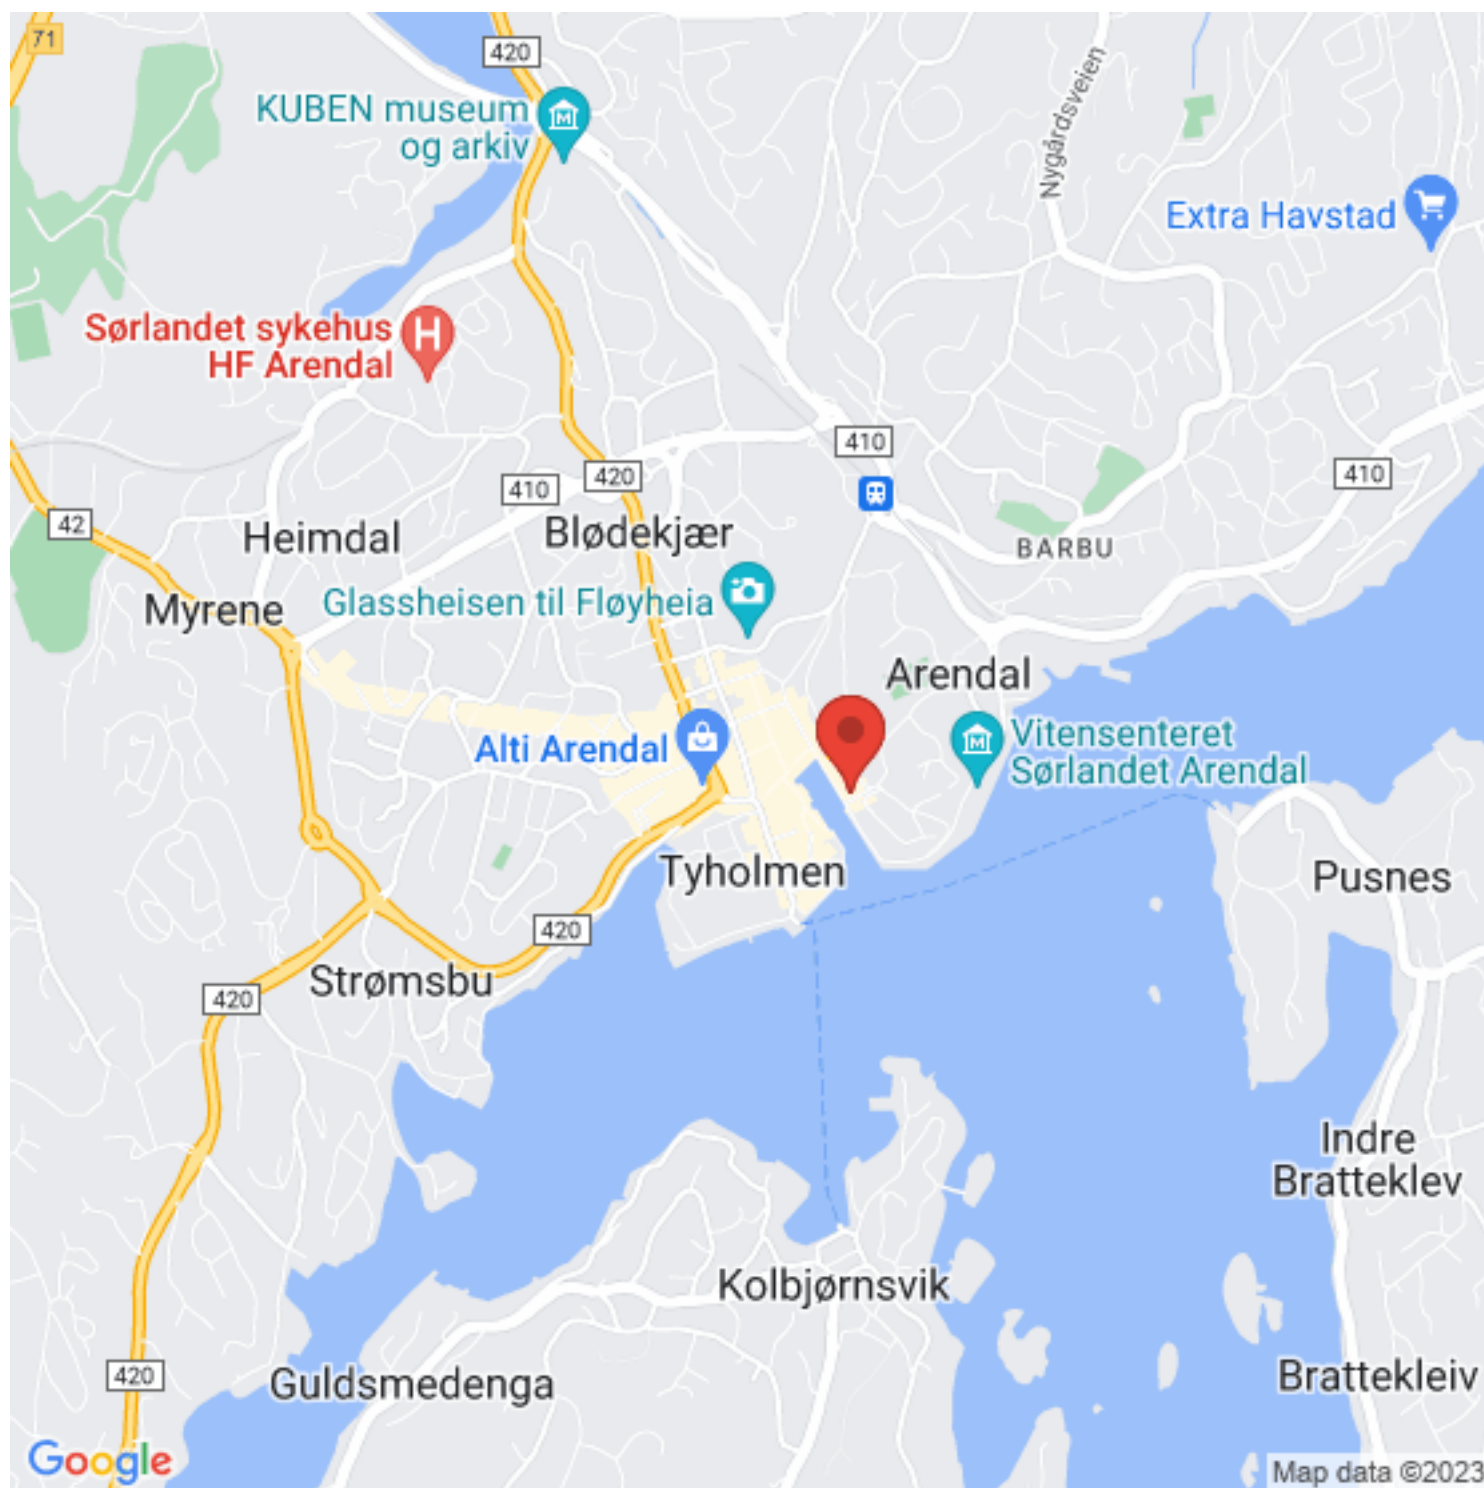 71
420
KUBEN museum
og arkiv
Nygårdsveien
Extra Havstad
Sørlandet sykehus
HF Arendal
410
420
410
410
42
Heimdal
Blødekjær
BARBU
Glassheisen til Fløyheia
Myrene
Arendal
Alti Arendal
Vitensenteret
Sørlandet Arendal
Tyholmen
Pusnes
420
Strømsbu
420
Indre
Bratteklev
Kolbjørnsvik
420
Guldsmedenga
Brattekleiv
Google
Map data ©2023